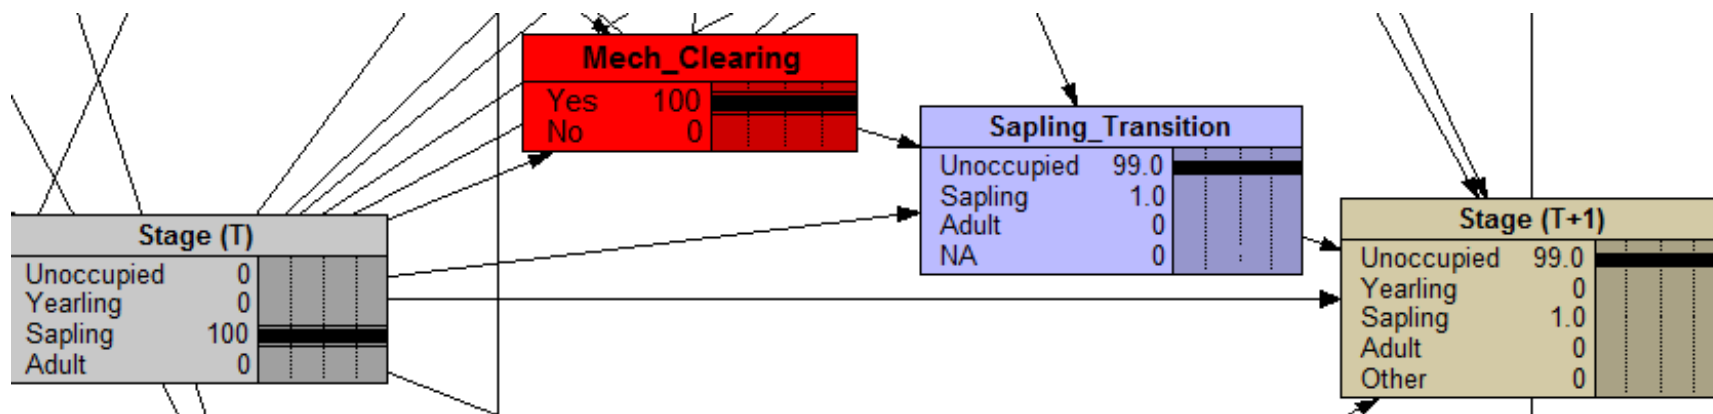 Mech_Clearing
Yes 100
No 0
Sapling_Transition
Unoccupied 99.0
Sapling 1.0
Adult 0
NA 0
Stage (T)
Unoccupied 0
Yearling 0
Sapling 100
Adult 0
Stage (T+1)
Unoccupied 99.0
Yearling 0
Sapling 1.0
Adult 0
Other 0